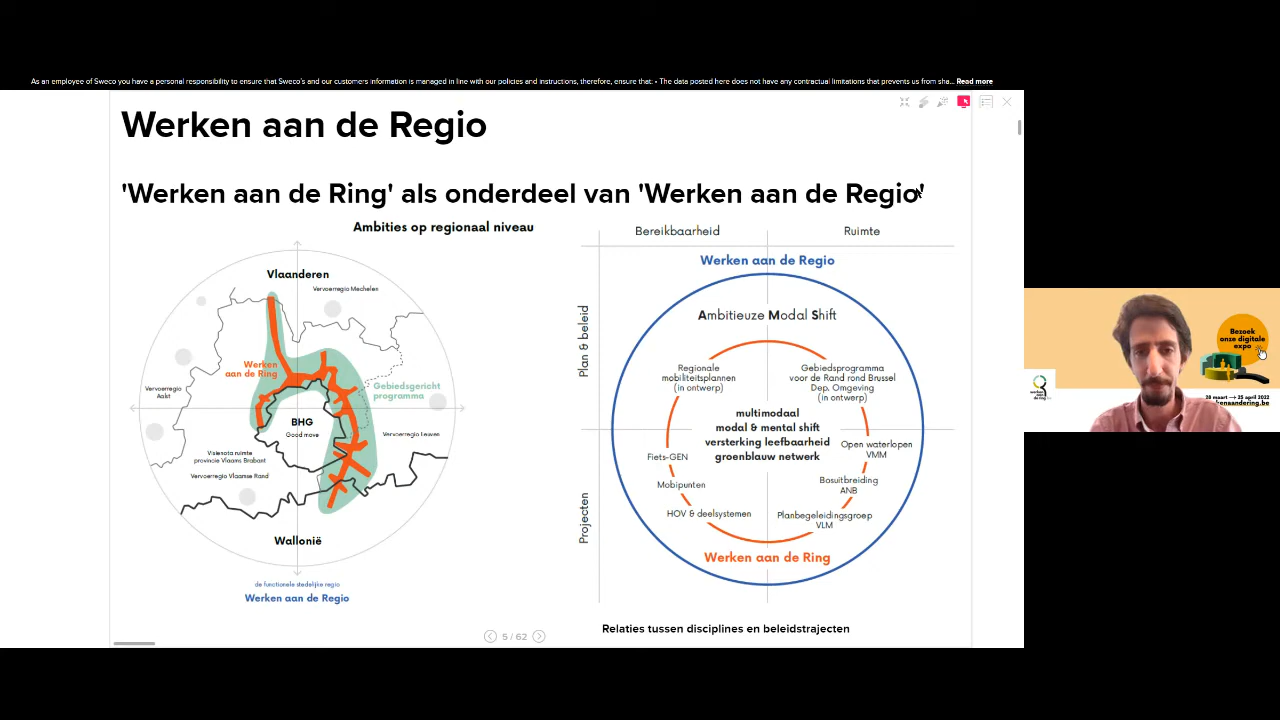 As an employee of Sweco you have a personal responsibility to ensure that Sweco's and our customers information is managed in line with our policies and instructions, therefore, ensure that: • The data posted here does not have any contractual limitations that prevents us from sha... Read more
Werken aan de Regio
'Werken aan de Ring' als onderdeel van 'Werken aan de Regio'
Ambities op regionaal niveau
Vlaanderen
Vervoerregio Mechelen
Werken
aan de Ring
Gebiedsgericht
programma
Vervoerregio
Aalst
BHG
Good move
Vervoerregio Leuven
Visienota ruimte
provincie Vlaams Brabant
Vervoerregio Vlaamse Rand
Wallonië
de functionele stedelijke regio
Werken aan de Regio
Bereikbaarheid
Ruimte
Plan & beleid
Projecten
Werken aan de Regio
Ambitieuze Modal Shift
Regionale
mobiliteitsplannen
(in ontwerp)
Gebiedsprogramma
voor de Rand rond Brussel
Dep. Omgeving
(in ontwerp)
multimodaal
modal & mental shift
versterking leefbaarheid
groenblauw netwerk
Fiets-GEN
Mobipunten
HOV & deelsystemen
Open waterlopen
VMM
Bosuitbreiding
ANB
Planbegeleidingsgroep
VLM
Werken aan de Ring
Relaties tussen disciplines en beleidstrajecten
5 / 62
Bezoek
onze digitale
expo
28 maart → 25 april 2022